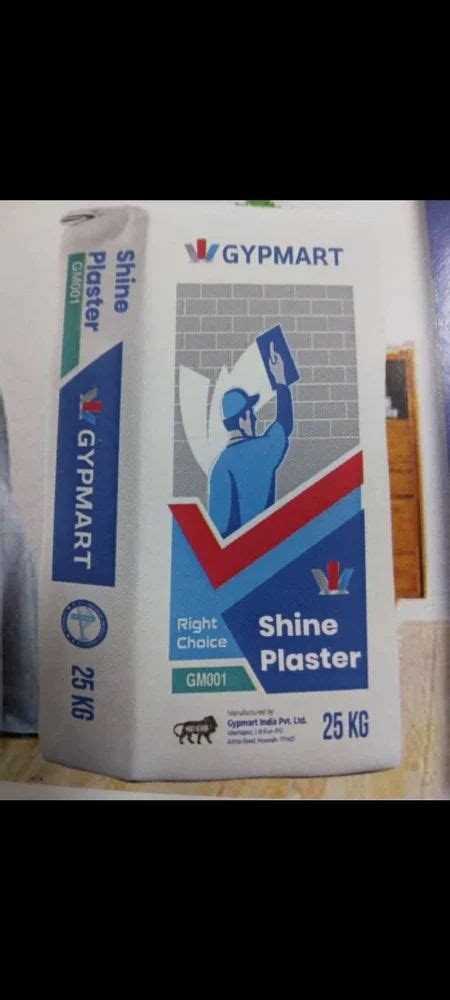 Shine
Plaster
GM001
GYPMART
25 KG
GYPMART
Right
Choice
GM001
Shine
Plaster
Manufactured by
Gypmart India Pvt. Ltd.
25 KG